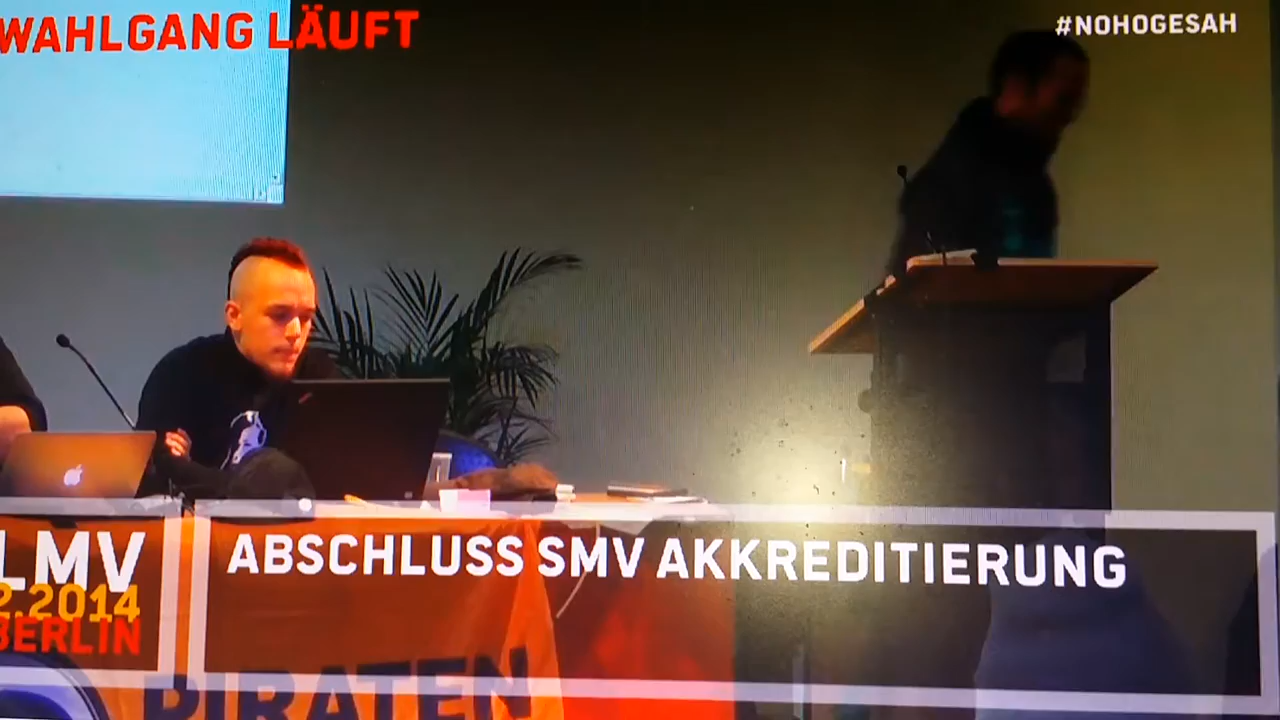 WAHLGANG LÄUFT
#NOHOGESAH
LMV
2.2014
BERLIN
ABSCHLUSS SMV AKKREDITIERUNG
PIRATEN